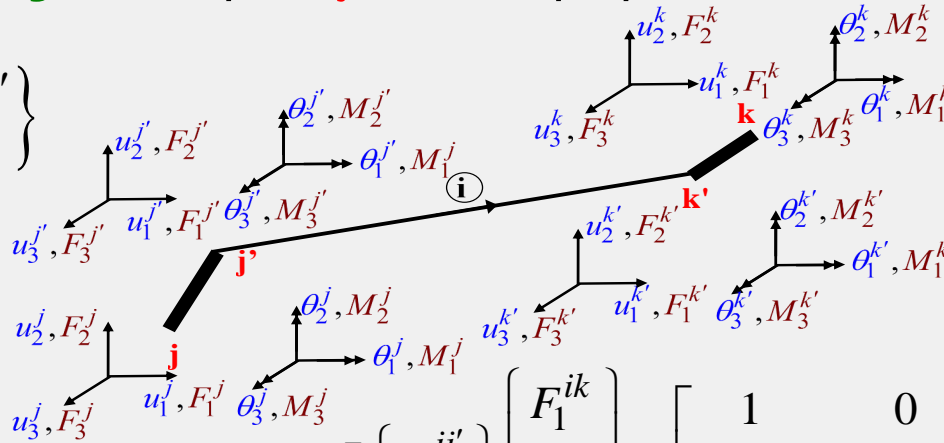 u_2^k, F_2^k
θ_2^k, M_2^k
u_1^k, F_1^k
θ_1^k, M_1^k
u_3^k, F_3^k
k
θ_3^k, M_3^k
' }
u_2^{j'}, F_2^{j'}
θ_2^{j'}, M_2^{j'}
θ_1^{j'}, M_1^j
i
k'
u_1^{j'}, F_1^{j'}
θ_3^{j'}, M_3^{j'}
u_3^{j'}, F_3^{j'}
j'
u_2^{k'}, F_2^{k'}
θ_2^{k'}, M_2^{k'}
θ_1^{k'}, M_1^{k'}
u_1^{k'}, F_1^{k'}
θ_3^{k'}, M_3^{k'}
u_3^{k'}, F_3^{k'}
u_2^j, F_2^j
θ_2^j, M_2^j
j
θ_1^j, M_1^j
u_1^j, F_1^j
θ_3^j, M_3^j
u_3^j, F_3^j
F_1^{ik}
1 0